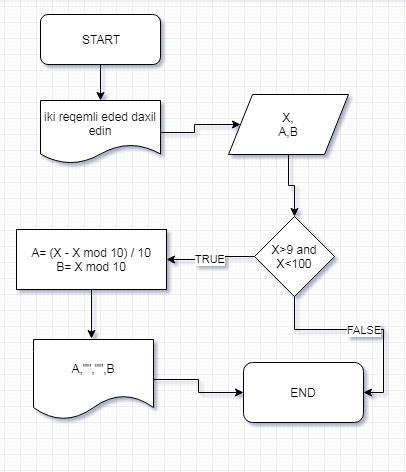 START
iki reqemli eded daxil
edin
X,
A,B
X>9 and
X<100
TRUE
A= (X - X mod 10) / 10
B= X mod 10
FALSE
A,"","",B
END